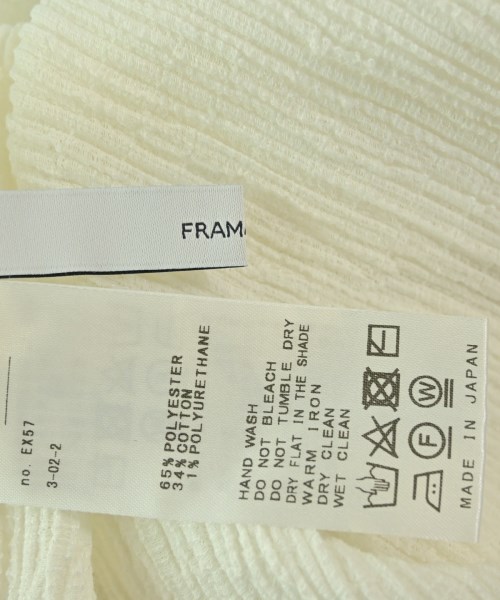 FRAM
no. EX57
3-02-2
65% POLYESTER
34% COTTON
1% POLYURETHANE
HAND WASH
DO NOT BLEACH
DO NOT TUMBLE DRY
DRY FLAT IN THE SHADE
WARM IRON
DRY CLEAN
WET CLEAN
F
W
MADE IN JAPAN